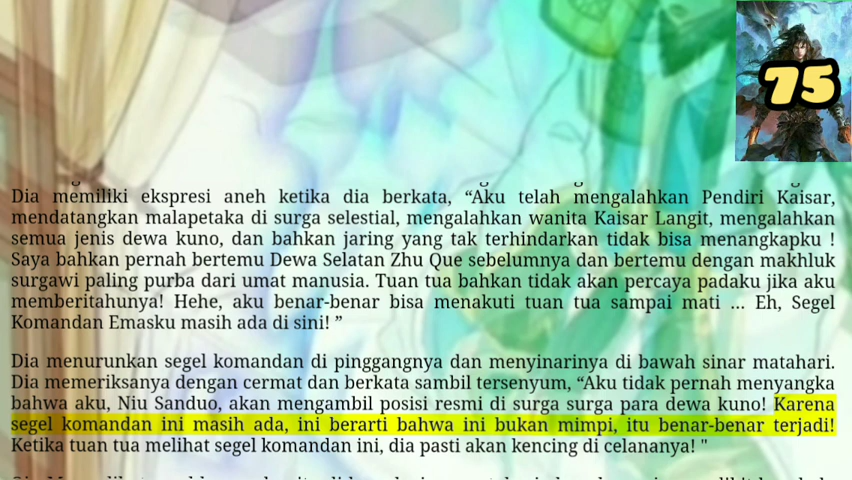 75
Dia memiliki ekspresi aneh ketika dia berkata, “Aku telah mengalahkan Pendiri Kaisar,
mendatangkan malapetaka di surga selestial, mengalahkan wanita Kaisar Langit, mengalahkan
semua jenis dewa kuno, dan bahkan jaring yang tak terhindarkan tidak bisa menangkapku !
Saya bahkan pernah bertemu Dewa Selatan Zhu Que sebelumnya dan bertemu dengan makhluk
surgawi paling purba dari umat manusia. Tuan tua bahkan tidak akan percaya padaku jika aku
memberitahunya! Hehe, aku benar-benar bisa menakuti tuan tua sampai mati ... Eh, Segel
Komandan Emasku masih ada di sini! ”
Dia menurunkan segel komandan di pinggangnya dan menyinarinya di bawah sinar matahari.
Dia memeriksanya dengan cermat dan berkata sambil tersenyum, “Aku tidak pernah menyangka
bahwa aku, Niu Sanduo, akan mengambil posisi resmi di surga surga para dewa kuno! Karena
segel komandan ini masih ada, ini berarti bahwa ini bukan mimpi, itu benar-benar terjadi!
Ketika tuan tua melihat segel komandan ini, dia pasti akan kencing di celananya! "